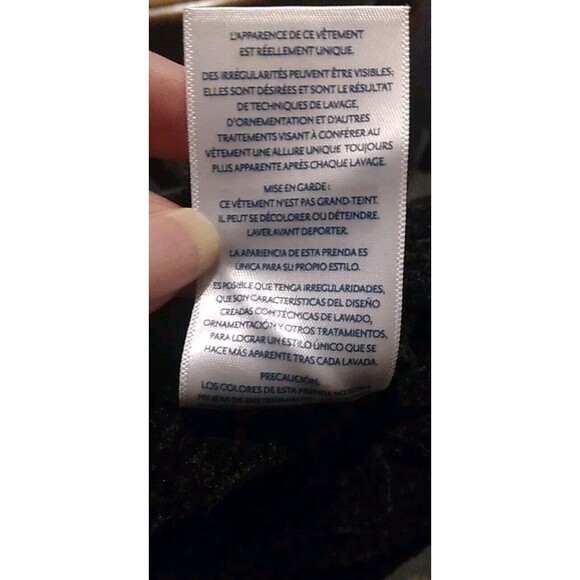 L'APPARENCE DE CE VÊTEMENT
EST RÉELLEMENT UNIQUE.
DES IRRÉGULARITÉS PEUVENT ÊTRE VISIBLES;
ELLES SONT DÉSIRÉES ET SONT LE RÉSULTAT
DE TECHNIQUES DE LAVAGE,
D'ORNEMENTATION ET D'AUTRES
TRAITEMENTS VISANT À CONFÉRER AU
VÊTEMENT UNE ALLURE UNIQUE TOUJOURS
PLUS APPARENTE APRÈS CHAQUE LAVAGE.
MISE EN GARDE :
CE VÊTEMENT N'EST PAS GRAND-TEINT.
IL PEUT SE DÉCOLORER OU DÉTEINDRE.
LAVER AVANT DE PORTER.
LA APARIENCIA DE ESTA PRENDA ES
ÚNICA PARA SU PROPIO ESTILO.
ES POSIBLE QUE TENGA IRREGULARIDADES,
QUE SON CARACTERÍSTICAS DEL DISEÑO
CREADAS CON TÉCNICAS DE LAVADO,
ORNAMENTACIÓN Y OTROS TRATAMIENTOS,
PARA LOGRAR UN ESTILO ÚNICO QUE SE
HACE MÁS APARENTE TRAS CADA LAVADA.
PRECAUCIÓN:
LOS COLORES DE ESTA PRENDA NO SON A